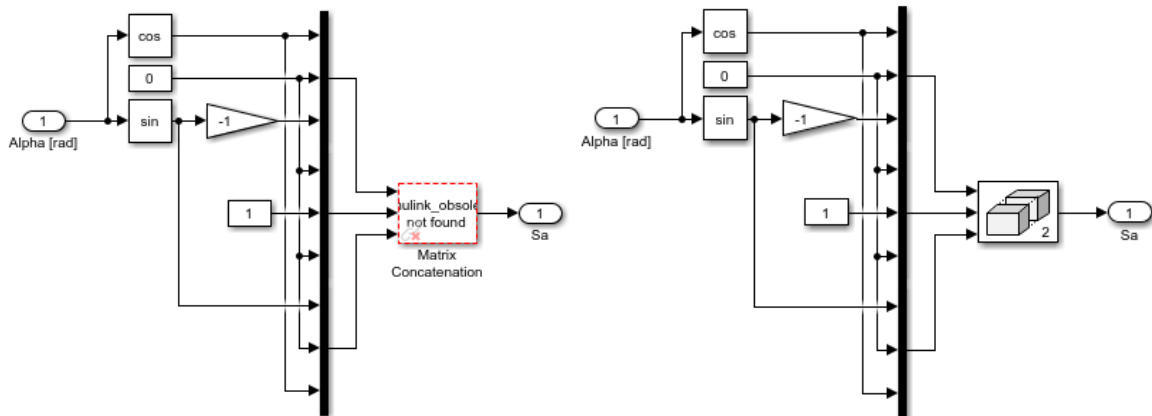 cos
0
1
Alpha [rad]
sin
-1
1
ulink_obsole
not found
Matrix
Concatenation
1
Sa
cos
0
1
Alpha [rad]
sin
-1
1
2
1
Sa